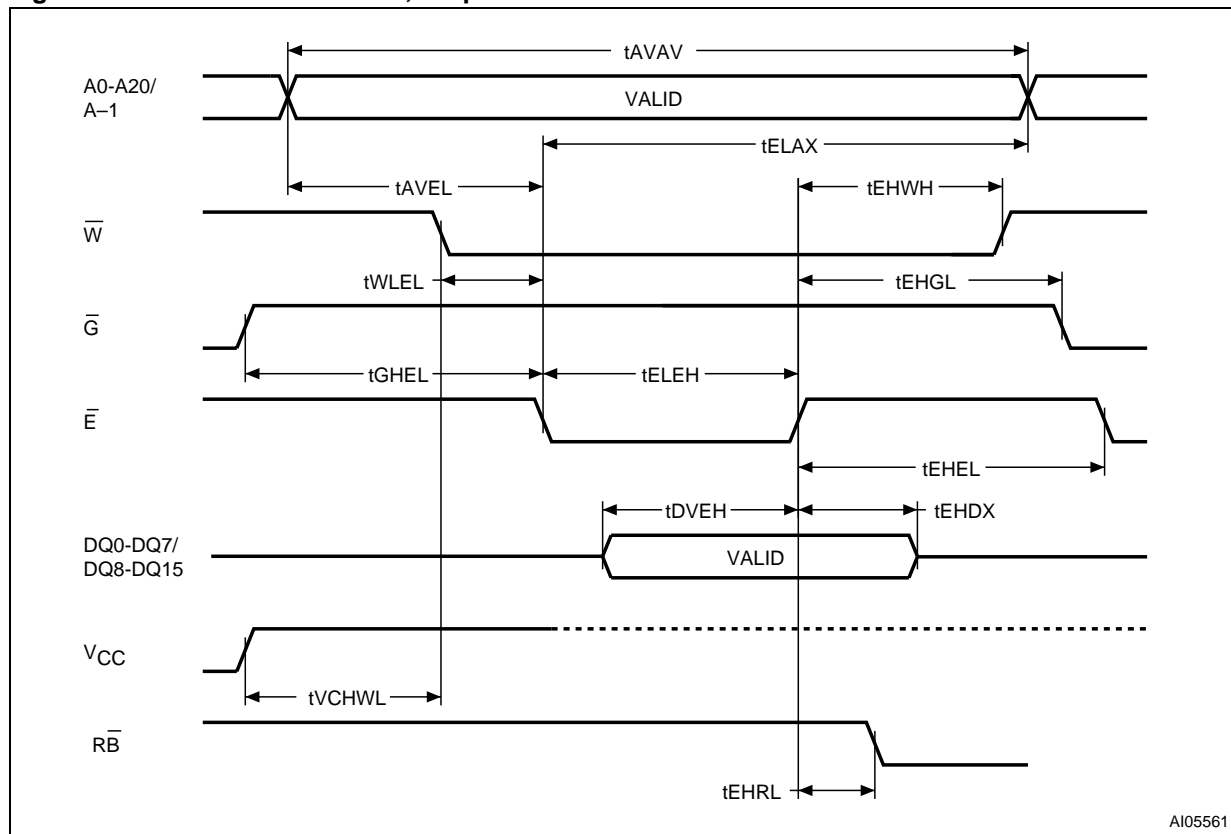 tAVAV
A0-A20/
A–1
VALID
tELAX
tAVEL
tEHWH
W̅
tWLEL
tEHGL
G̅
tGHEL
tELEH
E̅
tEHEL
tDVEH
tEHDX
DQ0-DQ7/
DQ8-DQ15
VALID
VCC
tVCHWL
RB̅
tEHRL
AI05561